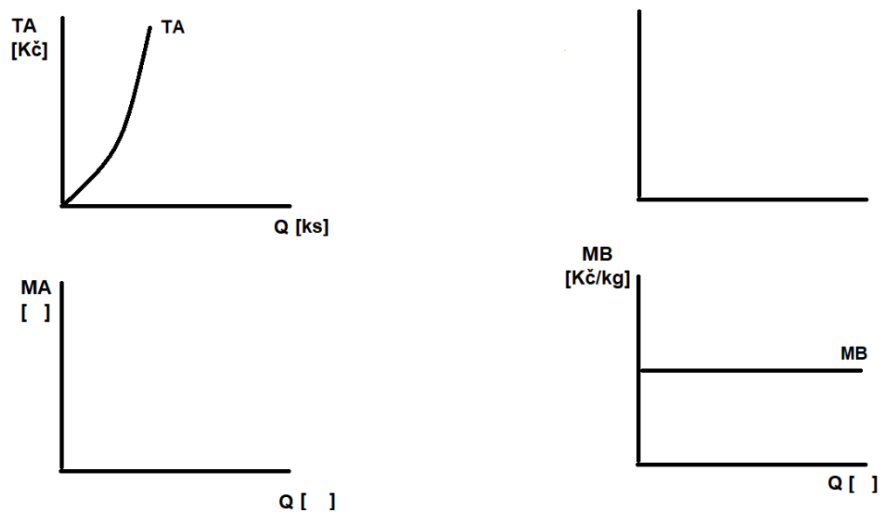 TA
[Kč]
TA
Q [ks]
MA
[ ]
Q [ ]
MB
[Kč/kg]
MB
Q [ ]